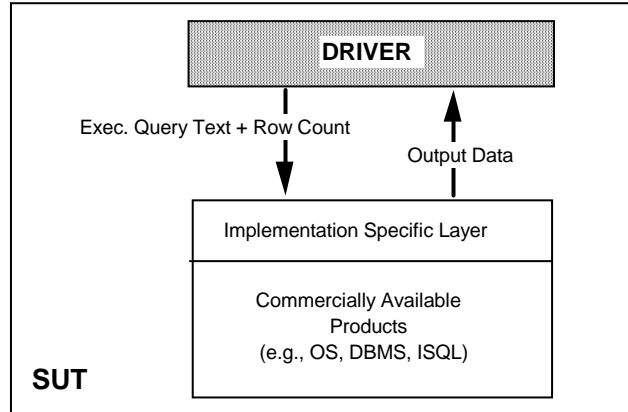 DRIVER
Exec. Query Text + Row Count
Output Data
Implementation Specific Layer
Commercially Available
Products
(e.g., OS, DBMS, ISQL)
SUT